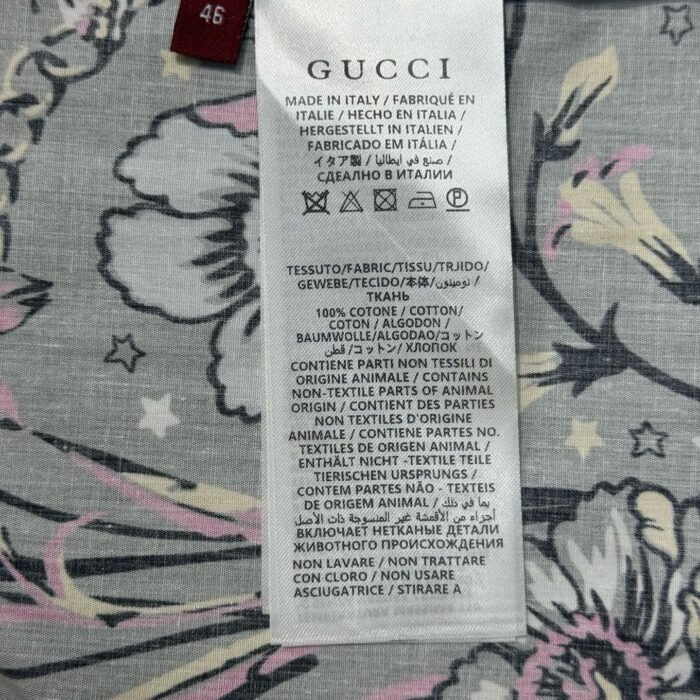 46
GUCCI
MADE IN ITALY / FABRIQUÉ EN
ITALIE / HECHO EN ITALIA /
HERGESTELLT IN ITALIEN /
FABRICADO EM ITÁLIA /
イタア製 / صنع في ايطاليا /
СДЕЛАНО В ИТАЛИИ
P
TESSUTO/FABRIC/TISSU/TRJIDO/
GEWEBE/TECIDO/本体/نومينون/
ТКАНЬ
100% COTONE / COTTON/
COTON / ALGODON /
BAUMWOLLE/ALGODAO/コットン
قطن /コットン/ ХЛОПОК
CONTIENE PARTI NON TESSILI DI
ORIGINE ANIMALE / CONTAINS
NON-TEXTILE PARTS OF ANIMAL
ORIGIN / CONTIENT DES PARTIES
NON TEXTILES D'ORIGINE
ANIMALE / CONTIENE PARTES NO.
TEXTILES DE ORIGEN ANIMAL /
ENTHÄLT NICHT -TEXTILE TEILE
TIERISCHEN URSPRUNGS /
CONTEM PARTES NÃO - TEXTEIS
DE ORIGEM ANIMAL / بما في ذلك
أجزاء من الأقمشة غير المنسوجة ذات الأصل
ВКЛЮЧАЕТ НЕТКАНЫЕ ДЕТАЛИ
ЖИВОТНОГО ПРОИСХОЖДЕНИЯ
NON LAVARE / NON TRATTARE
CON CLORO / NON USARE
ASCIUGATRICE / STIRARE A